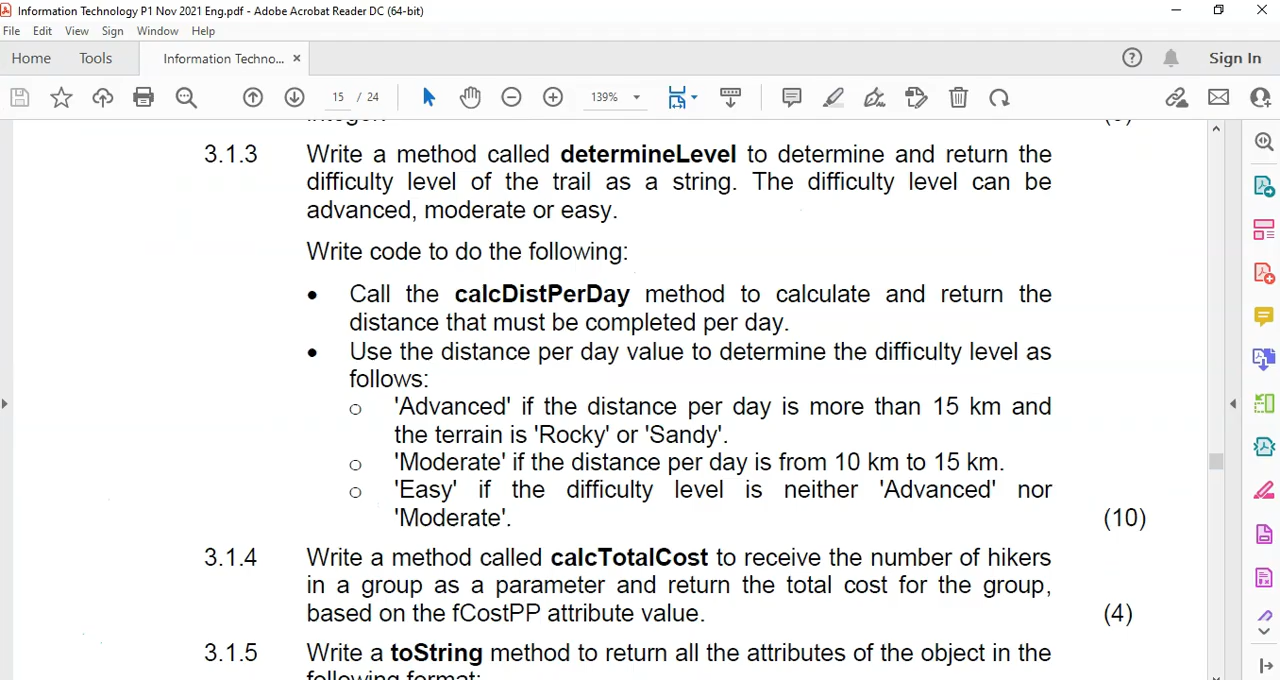 Information Technology P1 Nov 2021 Eng.pdf - Adobe Acrobat Reader DC (64-bit)
File Edit View Sign Window Help
Home Tools Information Techno... × Sign In
15 / 24 139%
3.1.3 Write a method called determineLevel to determine and return the
difficulty level of the trail as a string. The difficulty level can be
advanced, moderate or easy.
Write code to do the following:
• Call the calcDistPerDay method to calculate and return the
distance that must be completed per day.
• Use the distance per day value to determine the difficulty level as
follows:
o 'Advanced' if the distance per day is more than 15 km and
the terrain is 'Rocky' or 'Sandy'.
o 'Moderate' if the distance per day is from 10 km to 15 km.
o 'Easy' if the difficulty level is neither 'Advanced' nor
'Moderate'. (10)
3.1.4 Write a method called calcTotalCost to receive the number of hikers
in a group as a parameter and return the total cost for the group,
based on the fCostPP attribute value. (4)
3.1.5 Write a toString method to return all the attributes of the object in the
following format: